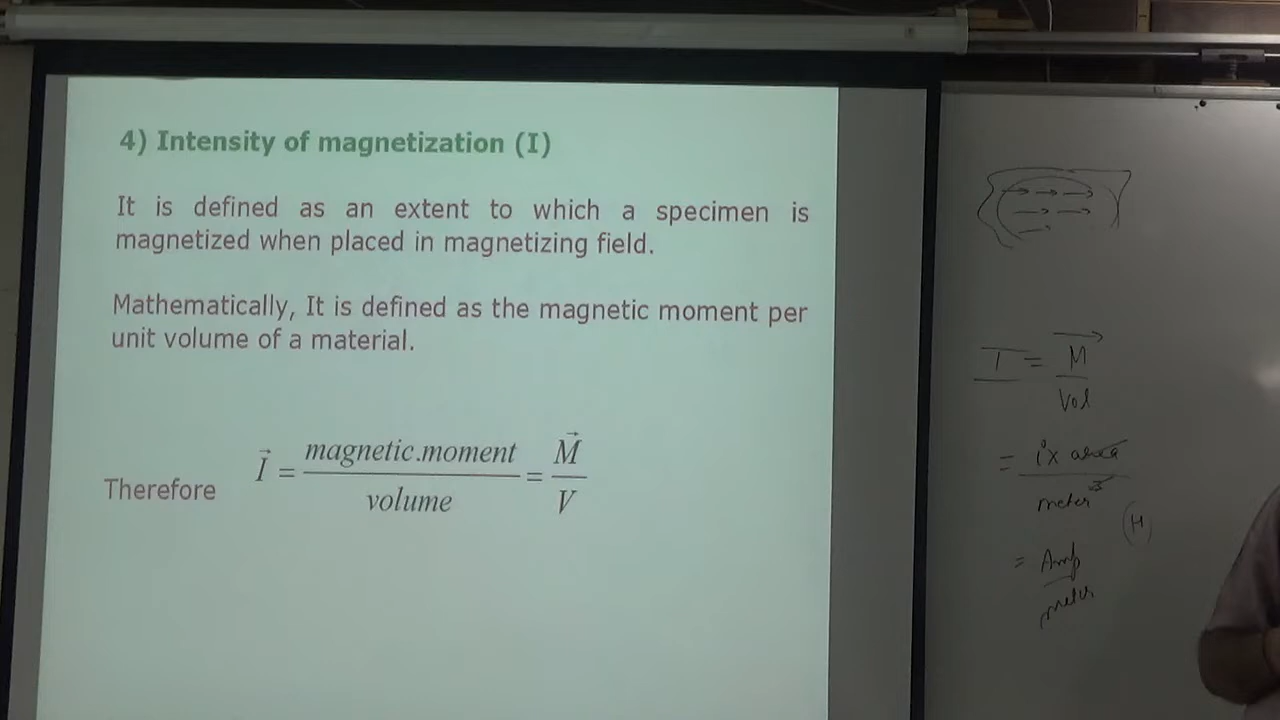 4) Intensity of magnetization (I)
It is defined as an extent to which a specimen is
magnetized when placed in magnetizing field.
Mathematically, It is defined as the magnetic moment per
unit volume of a material.
Therefore I⃗ = magnetic.moment / volume = M⃗ / V
I = M⃗ / Vol
= i x area / meter³
(H)
= Amp / meter